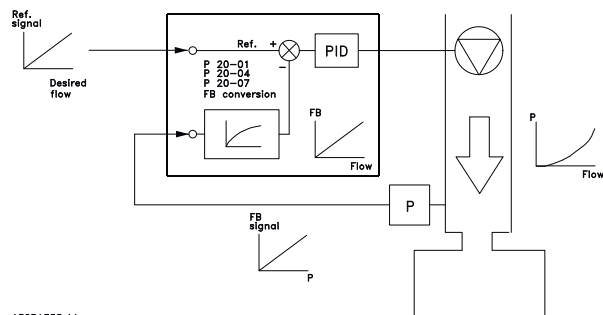 Ref.
signal
Desired
flow
Ref.
+
-
P 20-01
P 20-04
P 20-07
FB conversion
PID
FB
Flow
P
Flow
P
FB
signal
P